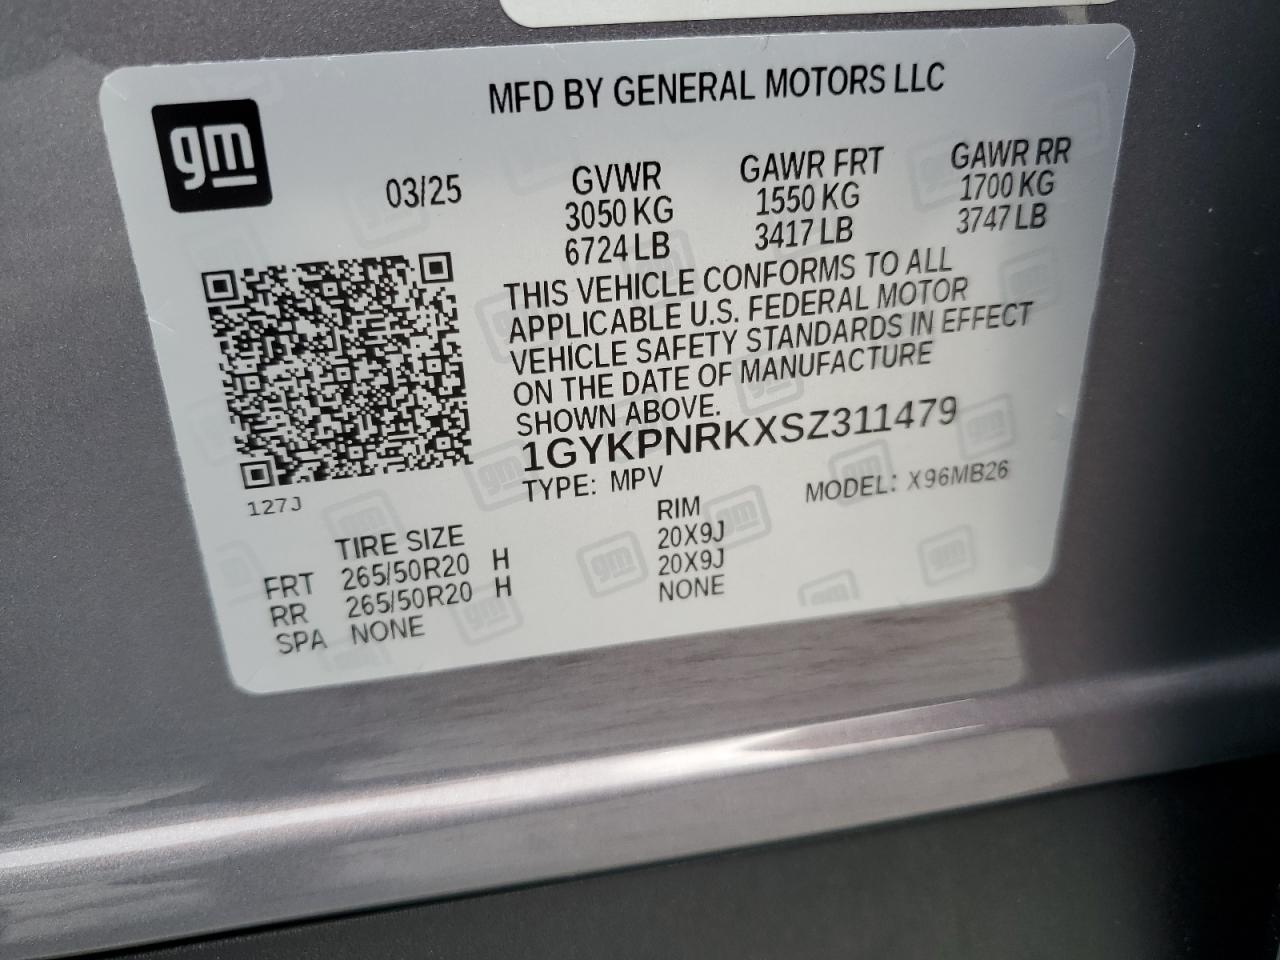 gm
MFD BY GENERAL MOTORS LLC
03/25
GVWR
3050 KG
6724 LB
GAWR FRT
1550 KG
3417 LB
GAWR RR
1700 KG
3747 LB
THIS VEHICLE CONFORMS TO ALL
APPLICABLE U.S. FEDERAL MOTOR
VEHICLE SAFETY STANDARDS IN EFFECT
ON THE DATE OF MANUFACTURE
SHOWN ABOVE.
1GYKPNRKXSZ311479
TYPE: MPV
MODEL: X96MB26
127J
TIRE SIZE
RIM
FRT 265/50R20 H 20X9J
RR 265/50R20 H 20X9J
SPA NONE NONE